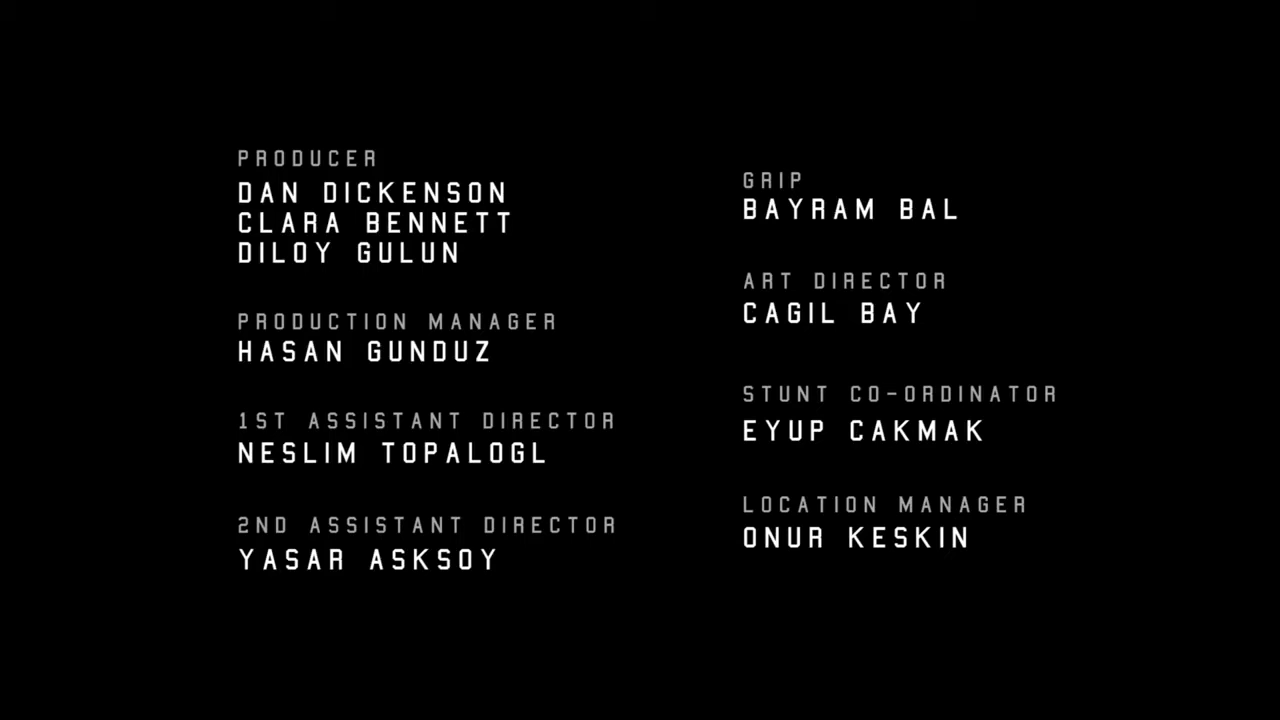 PRODUCER
DAN DICKENSON
CLARA BENNETT
DILOY GULUN
PRODUCTION MANAGER
HASAN GUNDUZ
1ST ASSISTANT DIRECTOR
NESLIM TOPALOGL
2ND ASSISTANT DIRECTOR
YASAR ASKSOY
GRIP
BAYRAM BAL
ART DIRECTOR
CAGIL BAY
STUNT CO-ORDINATOR
EYUP CAKMAK
LOCATION MANAGER
ONUR KESKIN